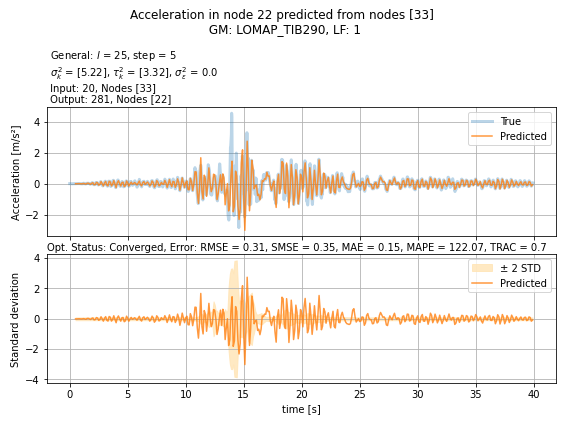 Acceleration in node 22 predicted from nodes [33]
GM: LOMAP_TIB290, LF: 1
General: l = 25, step = 5
σ²ₖ = [5.22], τ²ₖ = [3.32], σ²ε = 0.0
Input: 20, Nodes [33]
Output: 281, Nodes [22]
True
Predicted
Acceleration [m/s²]
4
2
0
−2
Opt. Status: Converged, Error: RMSE = 0.31, SMSE = 0.35, MAE = 0.15, MAPE = 122.07, TRAC = 0.7
± 2 STD
Predicted
Standard deviation
4
2
0
−2
−4
0 5 10 15 20 25 30 35 40
time [s]